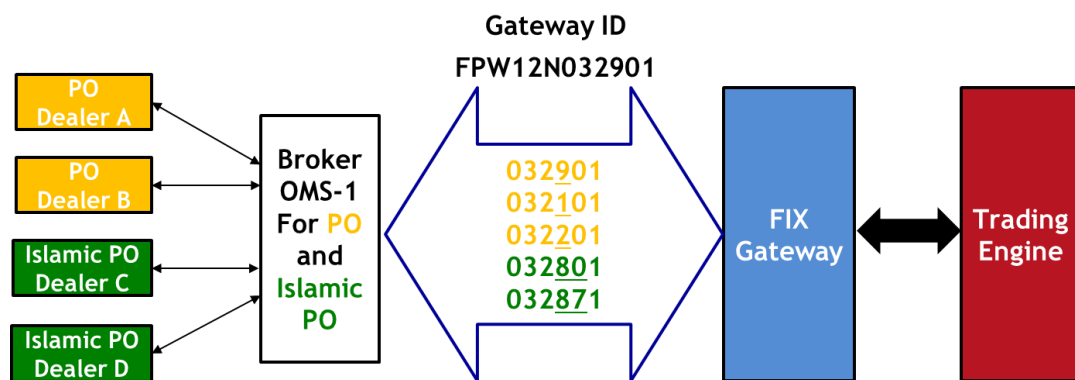 Gateway ID
FPW12N032901
PO
Dealer A
PO
Dealer B
Islamic PO
Dealer C
Islamic PO
Dealer D
Broker
OMS-1
For PO
and
Islamic
PO
032901
032101
032201
032801
032871
FIX
Gateway
Trading
Engine